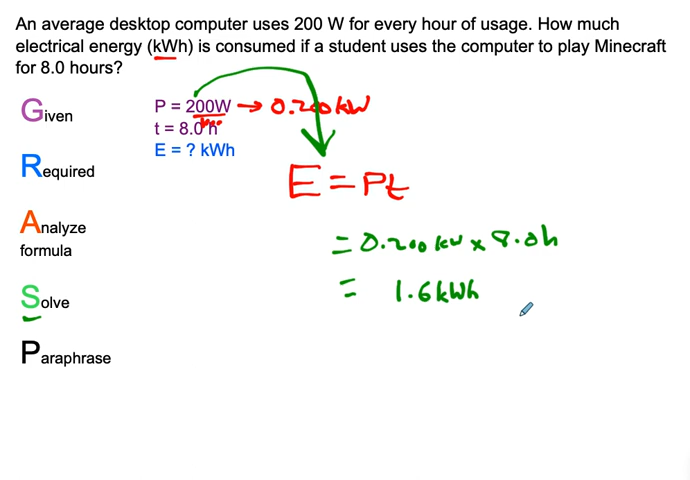 An average desktop computer uses 200 W for every hour of usage. How much
electrical energy (kWh) is consumed if a student uses the computer to play Minecraft
for 8.0 hours?
Given
P = 200W → 0.200 kW
1000
t = 8.0 h
E = ? kWh
Required
E = Pt
Analyze
formula
= 0.200 kW x 8.0h
Solve
= 1.6 kWh
Paraphrase